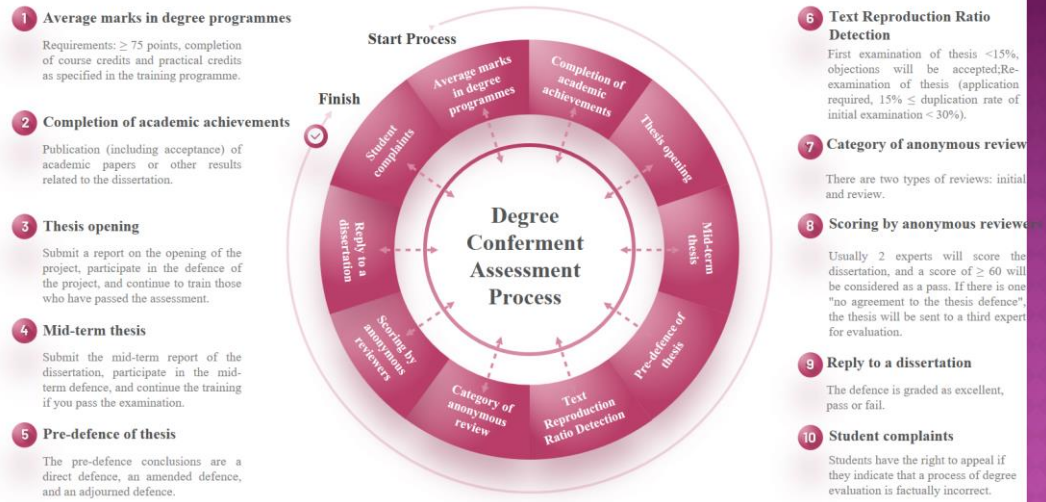 1 Average marks in degree programmes
Requirements: ≥ 75 points, completion
of course credits and practical credits
as specified in the training programme.
2 Completion of academic achievements
Publication (including acceptance) of
academic papers or other results
related to the dissertation.
3 Thesis opening
Submit a report on the opening of the
project, participate in the defence of
the project, and continue to train those
who have passed the assessment.
4 Mid-term thesis
Submit the mid-term report of the
dissertation, participate in the mid-
term defence, and continue the training
if you pass the examination.
5 Pre-defence of thesis
The pre-defence conclusions are a
direct defence, an amended defence,
and an adjourned defence.
Start Process
Finish
Average marks
in degree
programmes
Completion of
academic
achievements
Thesis opening
Mid-term
thesis
Pre-defence of
thesis
Text
Reproduction
Ratio Detection
Category of
anonymous
review
Scoring by
anonymous
reviewers
Reply to a
dissertation
Student
complaints
Degree
Conferment
Assessment
Process
6 Text Reproduction Ratio
Detection
First examination of thesis <15%,
objections will be accepted;Re-
examination of thesis (application
required, 15% ≤ duplication rate of
initial examination < 30%).
7 Category of anonymous review
There are two types of reviews: initial
and review.
8 Scoring by anonymous reviewers
Usually 2 experts will score the
dissertation, and a score of ≥ 60 will
be considered as a pass. If there is one
"no agreement to the thesis defence",
the thesis will be sent to a third expert
for evaluation.
9 Reply to a dissertation
The defence is graded as excellent,
pass or fail.
10 Student complaints
Students have the right to appeal if
they indicate that a process of degree
evaluation is factually incorrect.